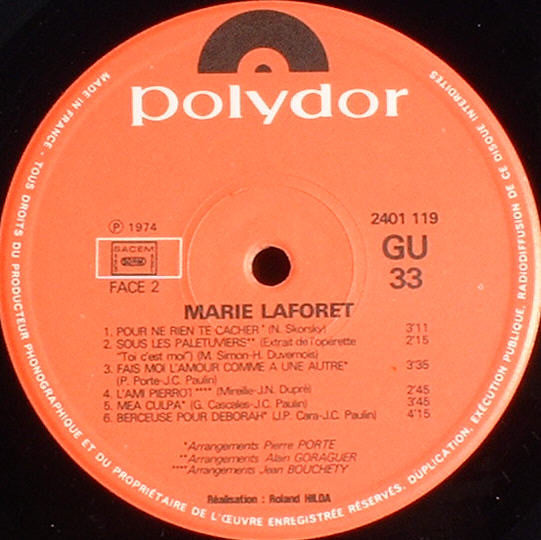 polydor
MADE IN FRANCE · TOUS DROITS DU PRODUCTEUR PHONOGRAPHIQUE ET DU PROPRIÉTAIRE DE L'ŒUVRE ENREGISTRÉE RÉSERVÉS, DUPLICATION, EXÉCUTION PUBLIQUE, RADIODIFFUSION DE CE DISQUE INTERDITES
℗ 1974
2401 119
SACEM
GU
FACE 2
33
MARIE LAFORET
1. POUR NE RIEN TE CACHER* (N. Skorsky) 3'11
2. SOUS LES PALETUVIERS** (Extrait de l'opérette 2'15
"Toi c'est moi") (M. Simon-H. Duvernois)
3. FAIS MOI L'AMOUR COMME A UNE AUTRE* 3'35
(P. Porte-J.C. Paulin)
4. L'AMI PIERROT**** (Mireille-J.N. Dupré) 2'45
5. MEA CULPA* (G. Cascales-J.C. Paulin) 3'45
6. BERCEUSE POUR DEBORAH* (J.P. Cara-J.C. Paulin) 4'15
*Arrangements Pierre PORTE
**Arrangements Alain GORAGUER
****Arrangements Jean BOUCHETY
Réalisation : Roland HILDA